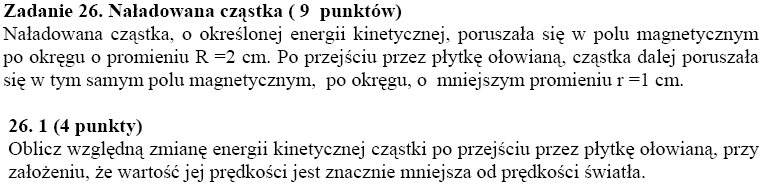 Zadanie 26. Naładowana cząstka ( 9 punktów)
Naładowana cząstka, o określonej energii kinetycznej, poruszała się w polu magnetycznym
po okręgu o promieniu R =2 cm. Po przejściu przez płytkę ołowianą, cząstka dalej poruszała
się w tym samym polu magnetycznym, po okręgu, o mniejszym promieniu r =1 cm.
26. 1 (4 punkty)
Oblicz względną zmianę energii kinetycznej cząstki po przejściu przez płytkę ołowianą, przy
założeniu, że wartość jej prędkości jest znacznie mniejsza od prędkości światła.